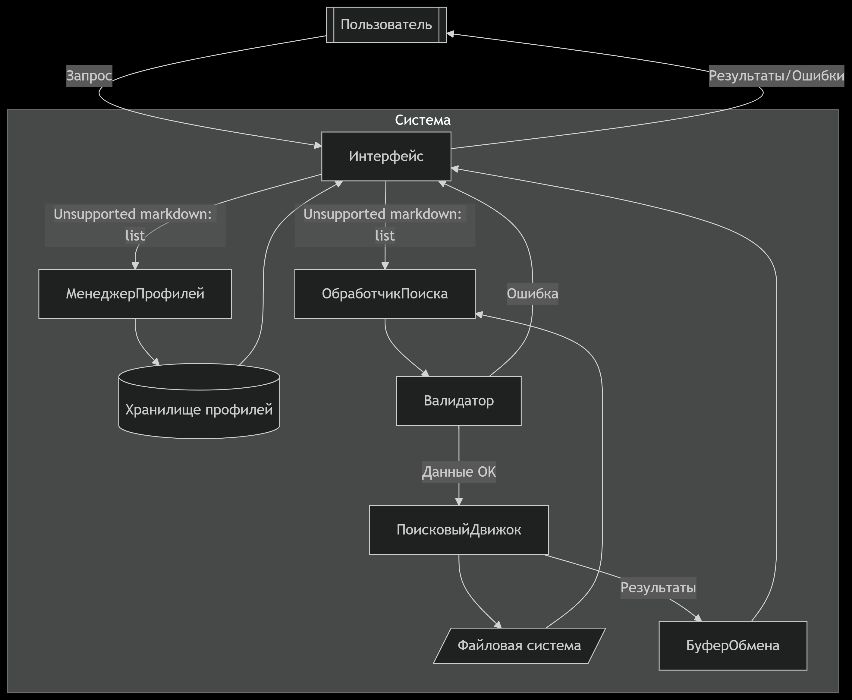 Пользователь
Запрос
Результаты/Ошибки
Система
Интерфейс
Unsupported markdown:
list
Unsupported markdown:
list
МенеджерПрофилей
ОбработчикПоиска
Ошибка
Хранилище профилей
Валидатор
Данные OK
ПоисковыйДвижок
Результаты
Файловая система
БуферОбмена